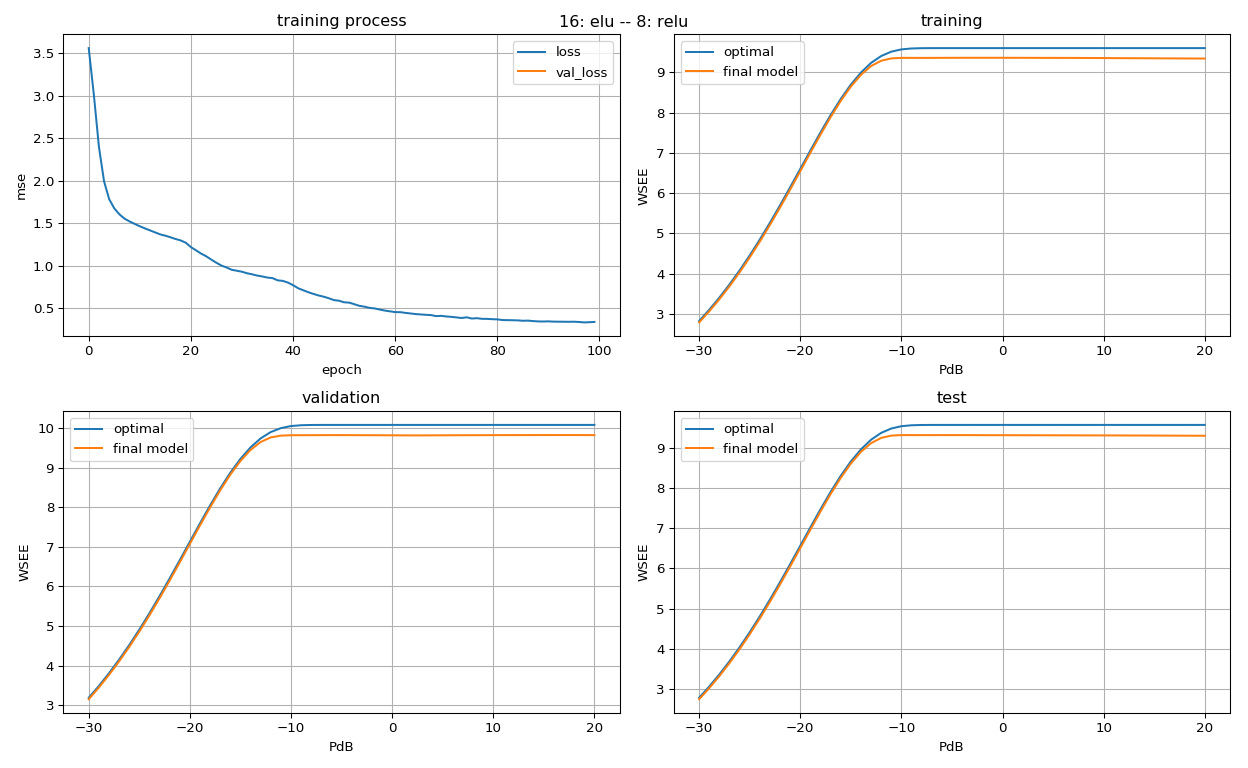 16: elu -- 8: relu
training process
loss
val_loss
3.5
3.0
2.5
2.0
1.5
1.0
0.5
mse
0 20 40 60 80 100
epoch
training
optimal
final model
9
8
7
6
5
4
3
WSEE
−30 −20 −10 0 10 20
PdB
validation
optimal
final model
10
9
8
7
6
5
4
3
WSEE
−30 −20 −10 0 10 20
PdB
test
optimal
final model
9
8
7
6
5
4
3
WSEE
−30 −20 −10 0 10 20
PdB